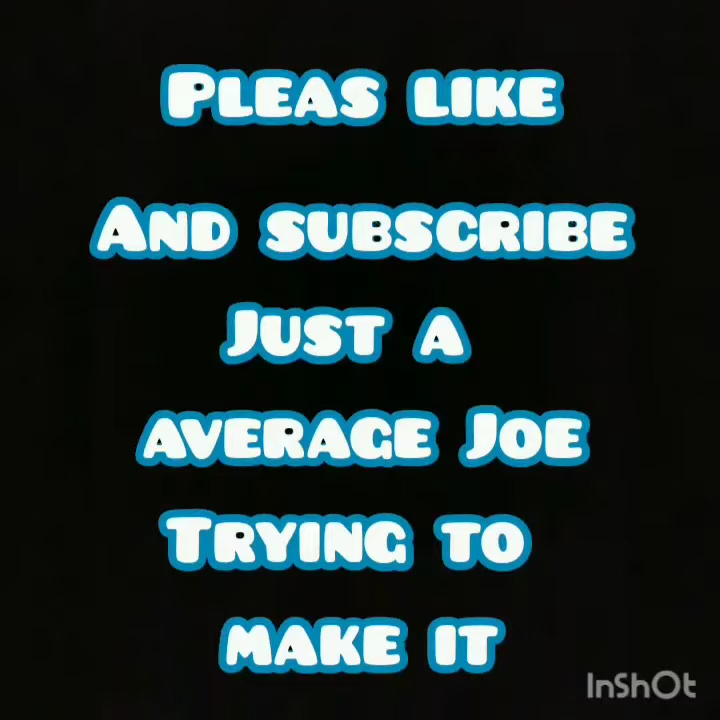 Pleas like
And subscribe
Just a
average Joe
Trying to
make it
InShOt